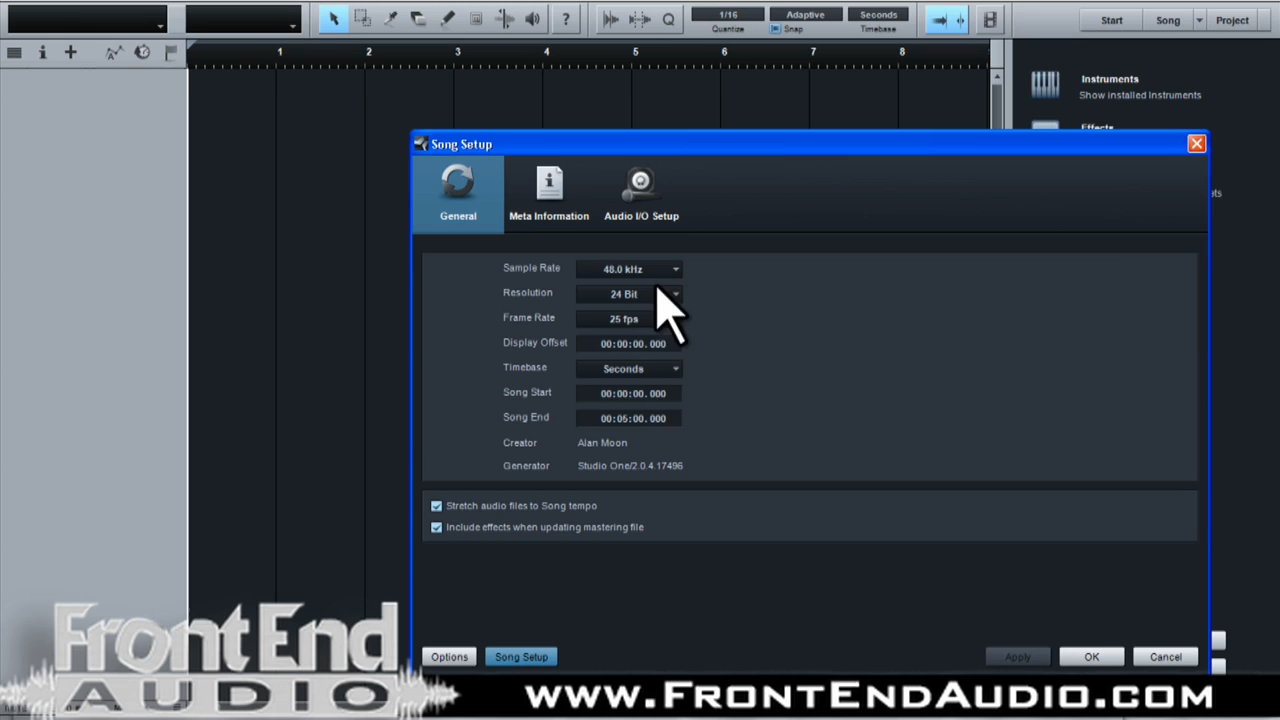 1/16
Adaptive
Seconds
Quantize
Snap
Timebase
Start
Song
Project
1 2 3 4 5 6 7 8
Instruments
Show installed Instruments
Effects
Song Setup
General
Meta Information
Audio I/O Setup
Sample Rate 48.0 kHz
Resolution 24 Bit
Frame Rate 25 fps
Display Offset 00:00:00.000
Timebase Seconds
Song Start 00:00:00.000
Song End 00:05:00.000
Creator Alan Moon
Generator Studio One/2.0.4.17496
Stretch audio files to Song tempo
Include effects when updating mastering file
Options
Song Setup
Apply
OK
Cancel
FrontEnd
AUDIO
www.FrontEndAudio.com